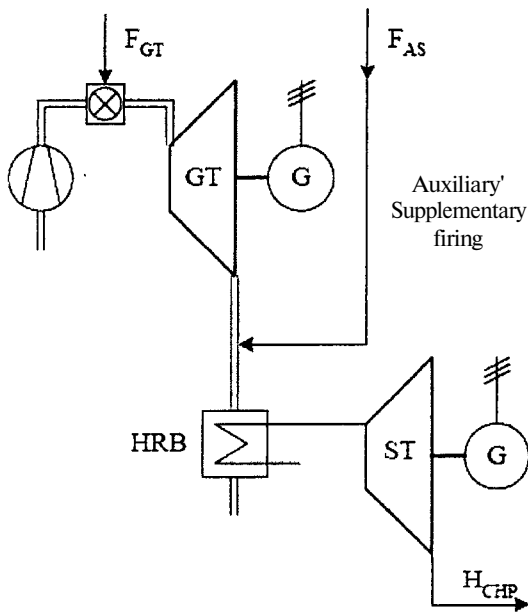 F_GT
F_AS
GT
G
Auxiliary'
Supplementary
firing
HRB
ST
G
H_CHP